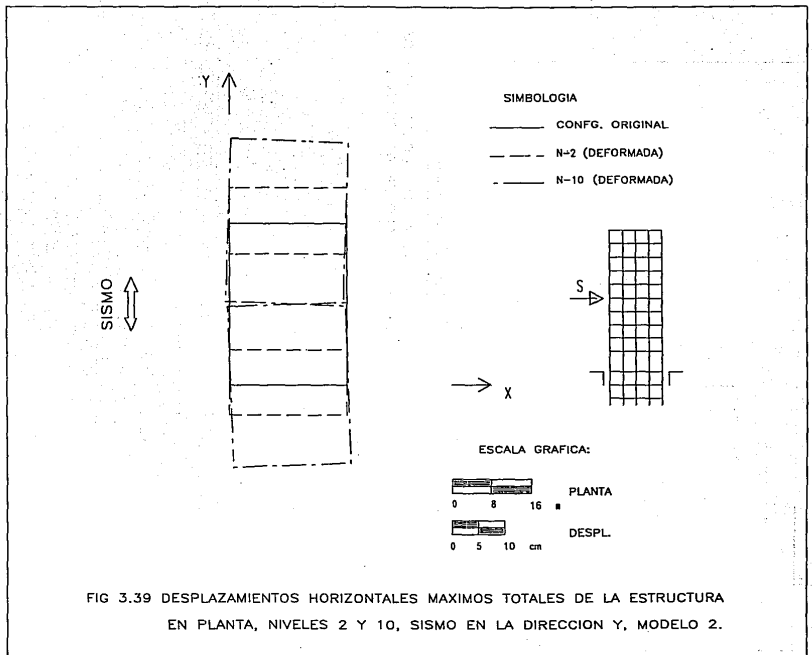 Y
SIMBOLOGIA
CONFG. ORIGINAL
N-2 (DEFORMADA)
N-10 (DEFORMADA)
SISMO
S
X
ESCALA GRAFICA:
PLANTA
0 8 16 m
DESPL.
0 5 10 cm
FIG 3.39 DESPLAZAMIENTOS HORIZONTALES MAXIMOS TOTALES DE LA ESTRUCTURA
EN PLANTA, NIVELES 2 Y 10, SISMO EN LA DIRECCION Y, MODELO 2.